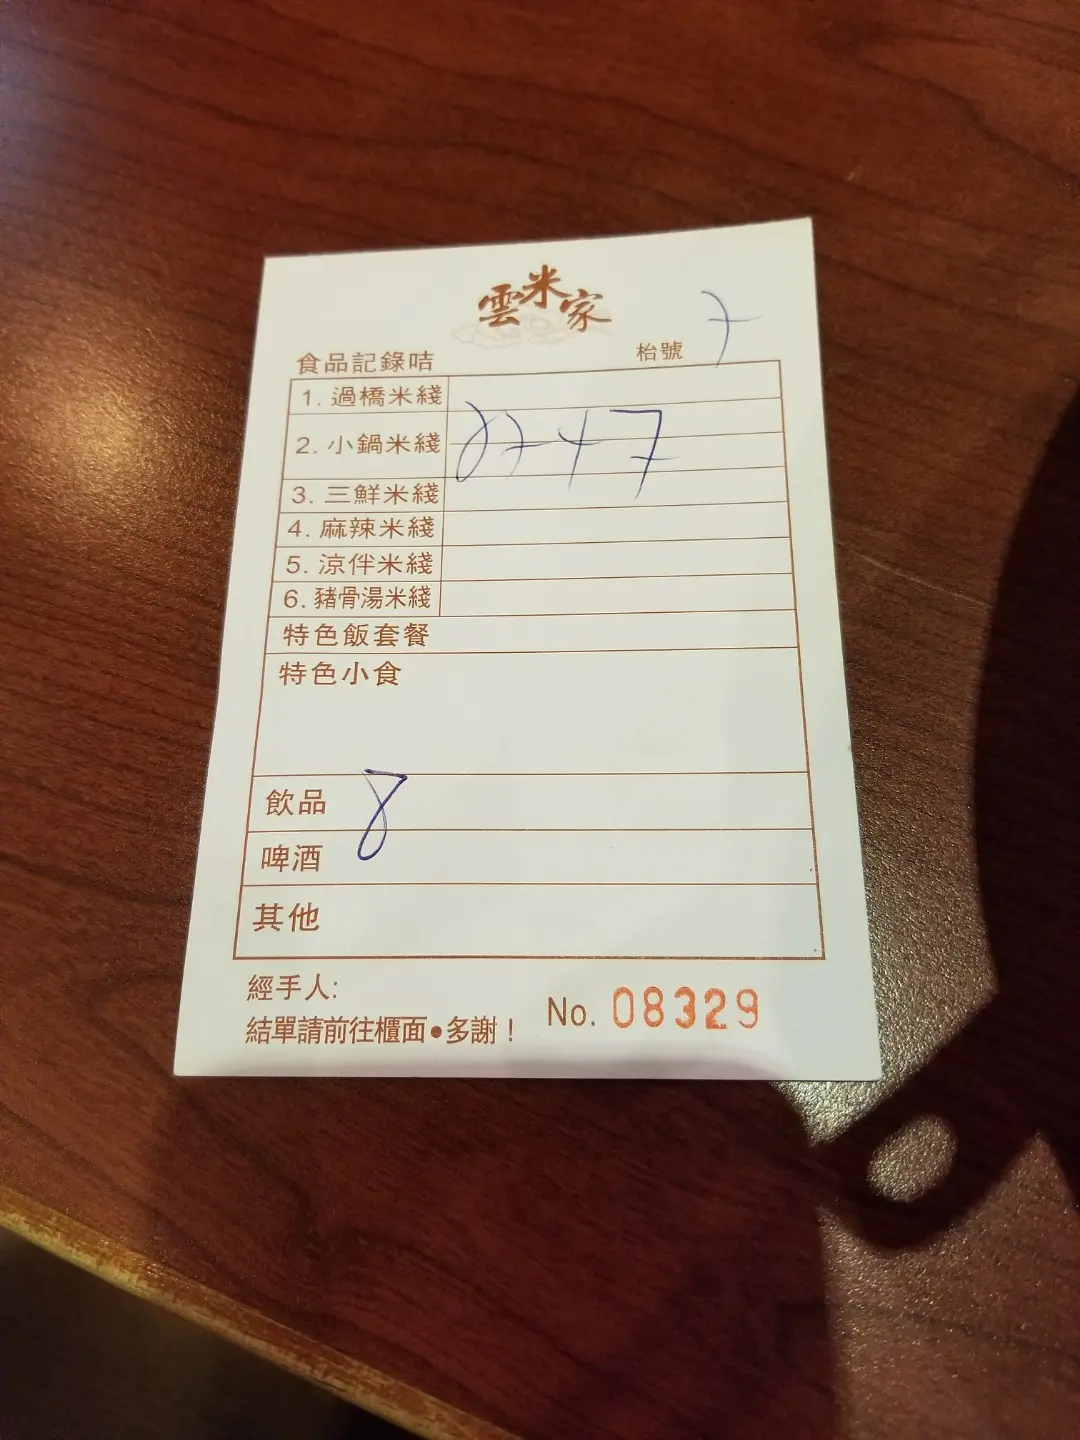 雲米家
食品記錄咭
枱號 7
1. 過橋米綫
2. 小鍋米綫
3. 三鮮米綫
4. 麻辣米綫
5. 涼伴米綫
6. 豬骨湯米綫
特色飯套餐
特色小食
飲品 8
啤酒
其他
經手人:
結單請前往櫃面●多謝！
No. 08329